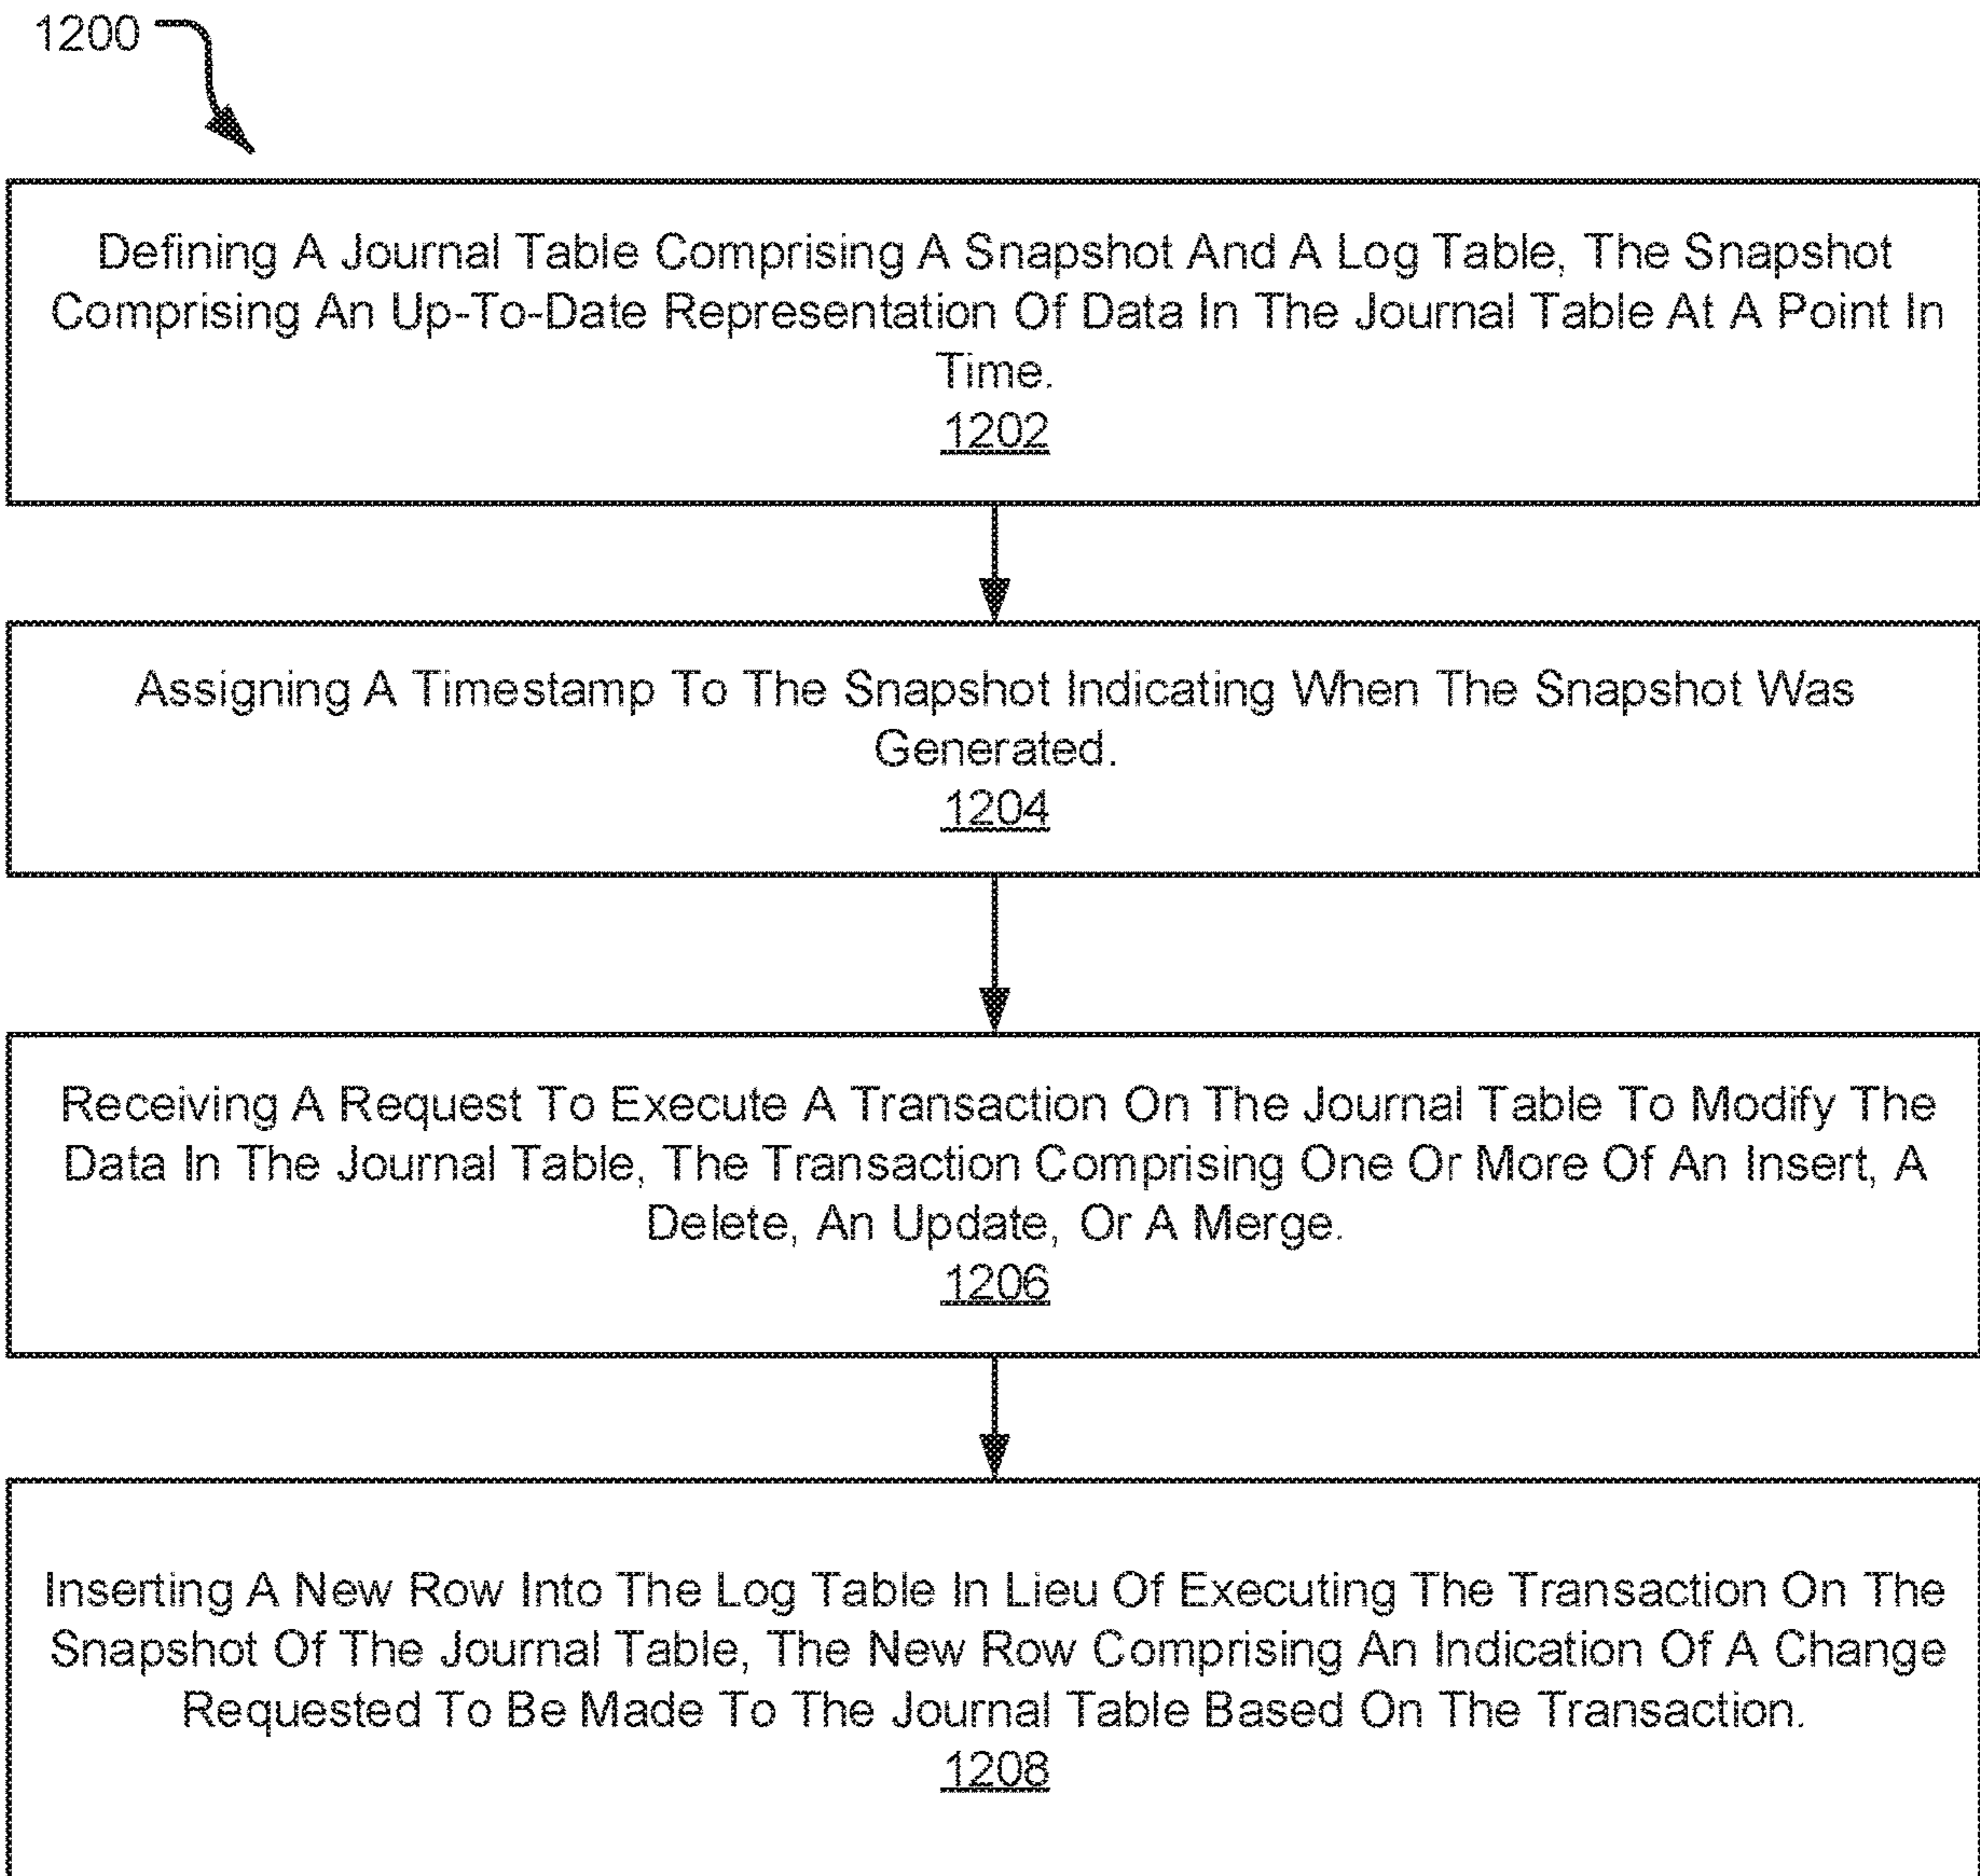 1200
Defining A Journal Table Comprising A Snapshot And A Log Table, The Snapshot
Comprising An Up-To-Date Representation Of Data In The Journal Table At A Point In
Time.
1202
Assigning A Timestamp To The Snapshot Indicating When The Snapshot Was
Generated.
1204
Receiving A Request To Execute A Transaction On The Journal Table To Modify The
Data In The Journal Table, The Transaction Comprising One Or More Of An Insert, A
Delete, An Update, Or A Merge.
1206
Inserting A New Row Into The Log Table In Lieu Of Executing The Transaction On The
Snapshot Of The Journal Table, The New Row Comprising An Indication Of A Change
Requested To Be Made To The Journal Table Based On The Transaction.
1208